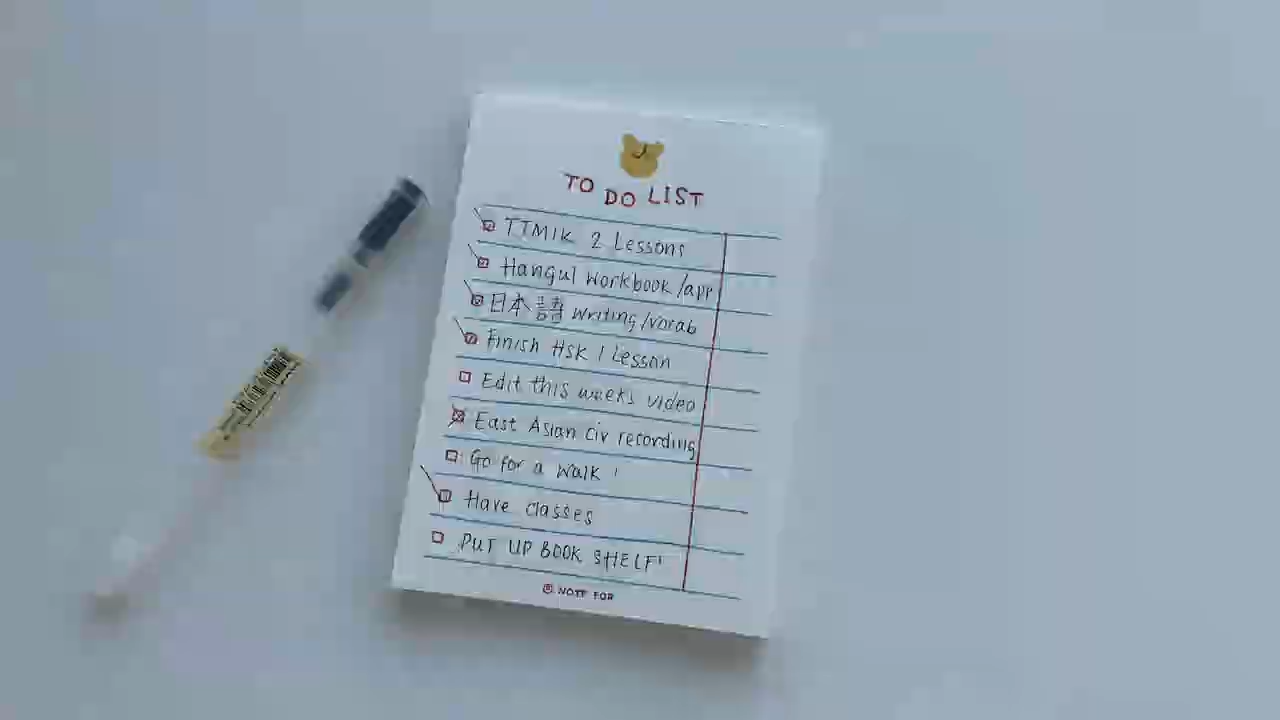 TO DO LIST
TTMIK 2 Lessons
Hangul workbook/app
日本語 writing/vocab
Finish HSK 1 Lesson
Edit this weeks video
East Asian Civ recording
Go for a walk
Have classes
PUT UP BOOK SHELF!
NOTE FOR